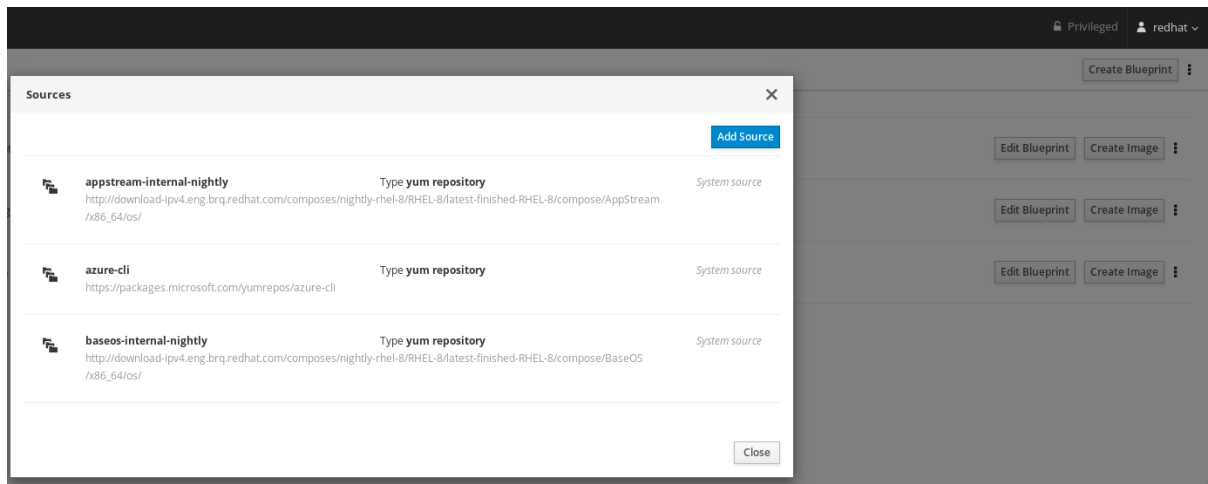 Privileged redhat
Create Blueprint
Sources
Add Source
appstream-internal-nightly Type yum repository System source
http://download-ipv4.eng.brq.redhat.com/composes/nightly-rhel-8/RHEL-8/latest-finished-RHEL-8/compose/AppStream
/x86_64/os/
Edit Blueprint Create Image
azure-cli Type yum repository System source
https://packages.microsoft.com/yumrepos/azure-cli
Edit Blueprint Create Image
baseos-internal-nightly Type yum repository System source
http://download-ipv4.eng.brq.redhat.com/composes/nightly-rhel-8/RHEL-8/latest-finished-RHEL-8/compose/BaseOS
/x86_64/os/
Edit Blueprint Create Image
Close